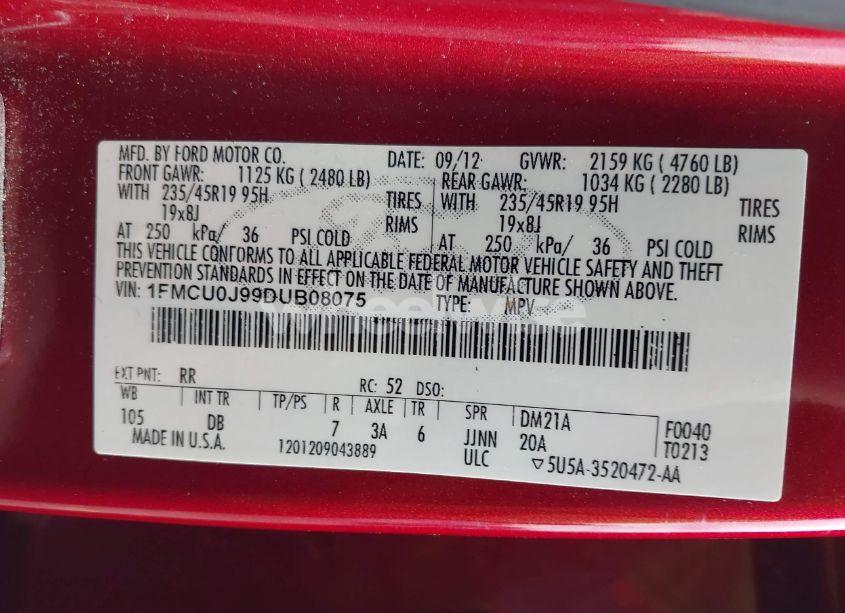 MFD. BY FORD MOTOR CO. DATE: 09/12 GVWR: 2159 KG ( 4760 LB)
FRONT GAWR: 1125 KG ( 2480 LB) REAR GAWR: 1034 KG ( 2280 LB)
WITH 235/45R19 95H TIRES WITH 235/45R19 95H TIRES
19x8J RIMS 19x8J RIMS
AT 250 kPa/ 36 PSI COLD AT 250 kPa/ 36 PSI COLD
THIS VEHICLE CONFORMS TO ALL APPLICABLE FEDERAL MOTOR VEHICLE SAFETY AND THEFT
PREVENTION STANDARDS IN EFFECT ON THE DATE OF MANUFACTURE SHOWN ABOVE.
VIN: 1FMCU0J99DUB08075 TYPE: MPV
EXT PNT: RR RC: 52 DSO:
WB INT TR TP/PS R AXLE TR SPR DM21A F0040
105 DB 7 3A 6 JJNN 20A T0213
MADE IN U.S.A. 1201209043889 ULC ▽5U5A-3520472-AA